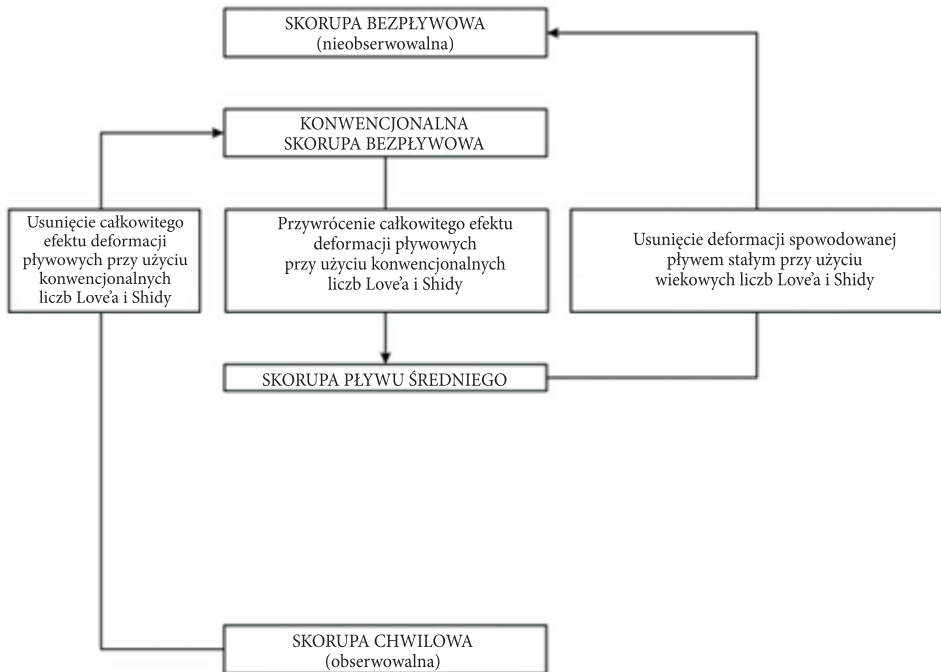 SKORUPA BEZPŁYWOWA
(nieobserwowalna)
KONWENCJONALNA
SKORUPA BEZPŁYWOWA
Usunięcie całkowitego
efektu deformacji
pływowych przy użyciu
konwencjonalnych
liczb Love’a i Shidy
Przywrócenie całkowitego efektu
deformacji pływowych
przy użyciu konwencjonalnych
liczb Love’a i Shidy
Usunięcie deformacji spowodowanej
pływem stałym przy użyciu
wiekowych liczb Love’a i Shidy
SKORUPA PŁYWU ŚREDNIEGO
SKORUPA CHWILOWA
(obserwowalna)